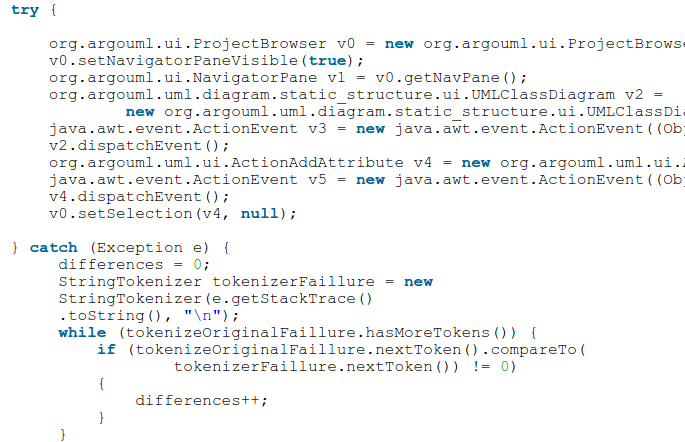 try {
org.argouml.ui.ProjectBrowser v0 = new org.argouml.ui.ProjectBrows
v0.setNavigatorPaneVisible(true);
org.argouml.ui.NavigatorPane v1 = v0.getNavPane();
org.argouml.uml.diagram.static_structure.ui.UMLClassDiagram v2 =
new org.argouml.uml.diagram.static_structure.ui.UMLClassDi
java.awt.event.ActionEvent v3 = new java.awt.event.ActionEvent((Ob
v2.dispatchEvent();
org.argouml.uml.ui.ActionAddAttribute v4 = new org.argouml.uml.ui.
java.awt.event.ActionEvent v5 = new java.awt.event.ActionEvent((Ob
v4.dispatchEvent();
v0.setSelection(v4, null);
} catch (Exception e) {
differences = 0;
StringTokenizer tokenizerFaillure = new
StringTokenizer(e.getStackTrace()
.toString(), "\n");
while (tokenizeOriginalFaillure.hasMoreTokens()) {
if (tokenizeOriginalFaillure.nextToken().compareTo(
tokenizerFaillure.nextToken()) != 0)
{
differences++;
}
}